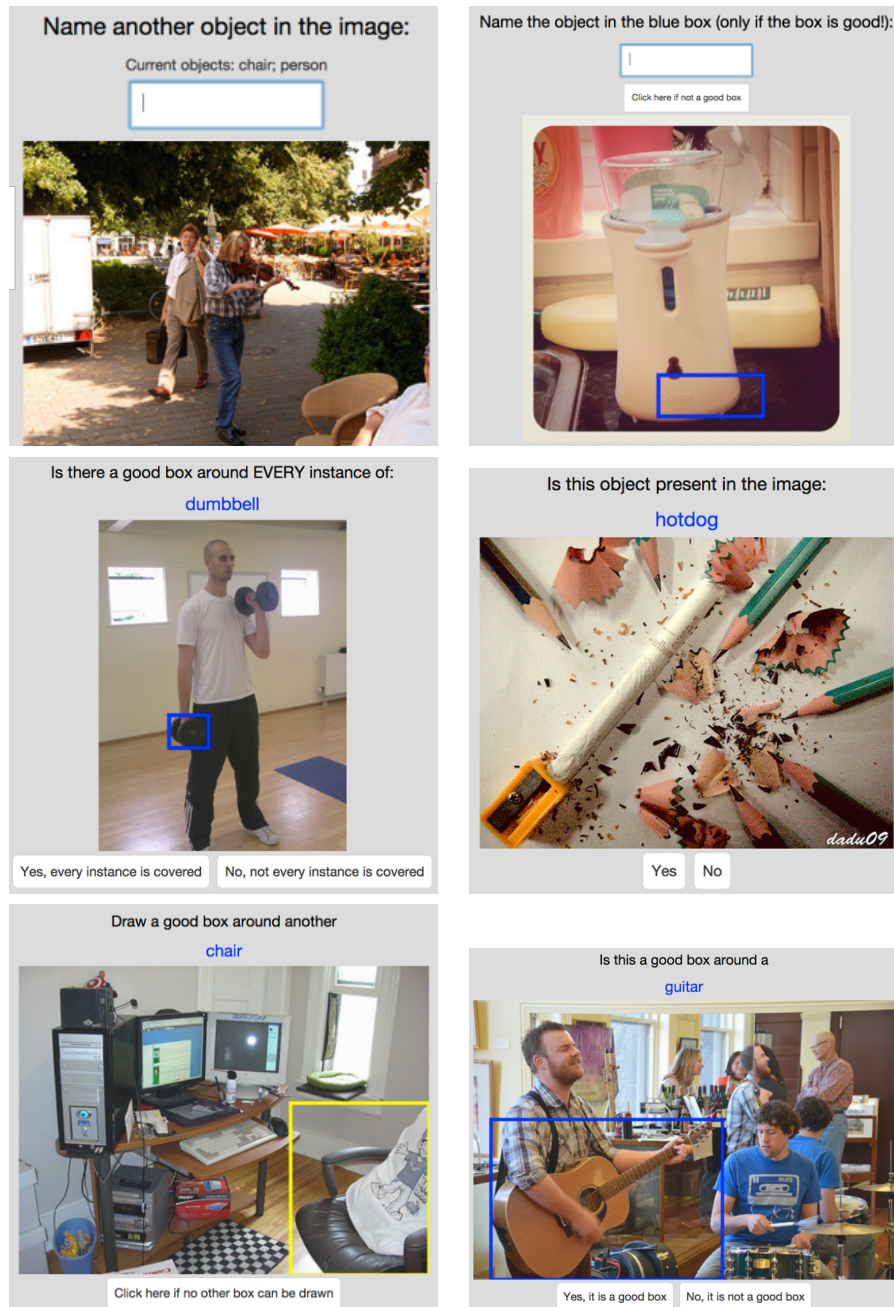 Name another object in the image:
Current objects: chair; person
Name the object in the blue box (only if the box is good!):
Click here if not a good box
Is there a good box around EVERY instance of:
dumbbell
Yes, every instance is covered
No, not every instance is covered
Is this object present in the image:
hotdog
dadu09
Yes
No
Draw a good box around another
chair
Click here if no other box can be drawn
Is this a good box around a
guitar
BEATS
Yes, it is a good box
No, it is not a good box